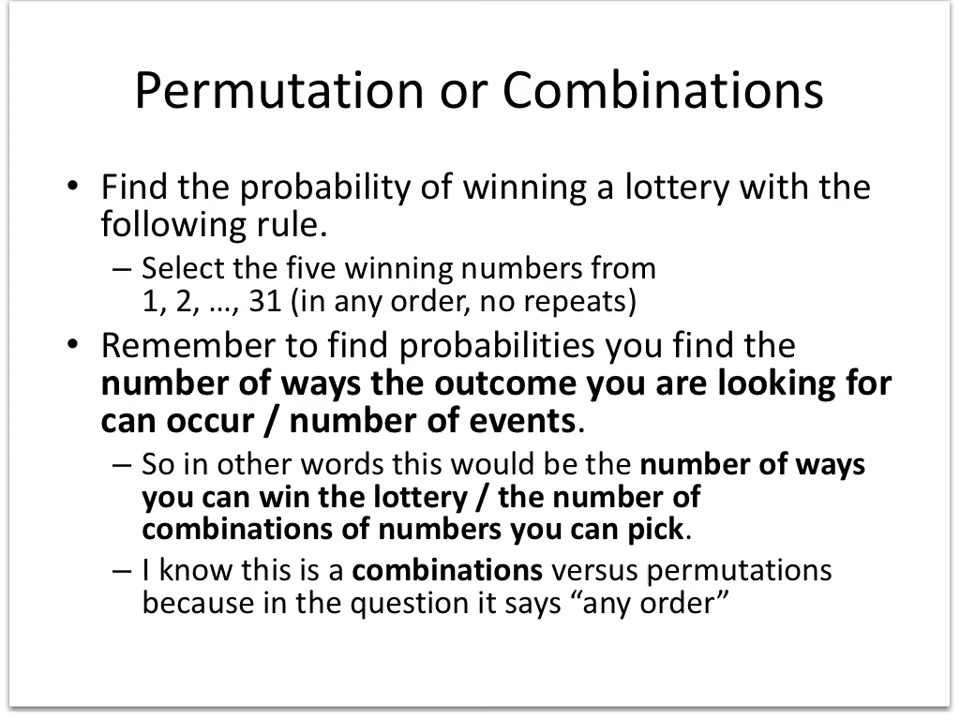 Permutation or Combinations
• Find the probability of winning a lottery with the
following rule.
– Select the five winning numbers from
1, 2, …, 31 (in any order, no repeats)
• Remember to find probabilities you find the
number of ways the outcome you are looking for
can occur / number of events.
– So in other words this would be the number of ways
you can win the lottery / the number of
combinations of numbers you can pick.
– I know this is a combinations versus permutations
because in the question it says “any order”